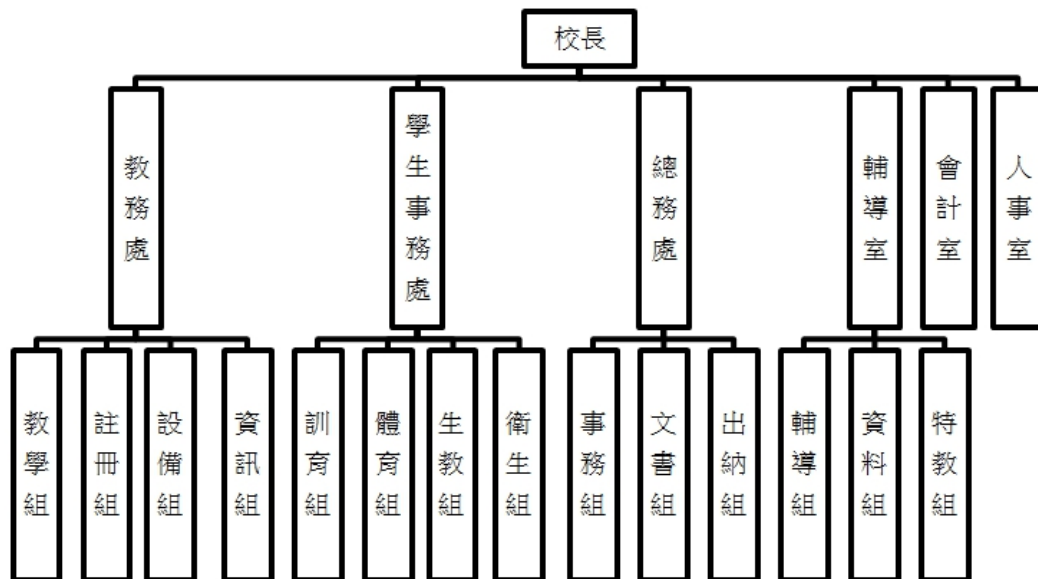 校長
教務處
學生事務處
總務處
輔導室
會計室
人事室
教學組
註冊組
設備組
資訊組
訓育組
體育組
生教組
衛生組
事務組
文書組
出納組
輔導組
資料組
特教組